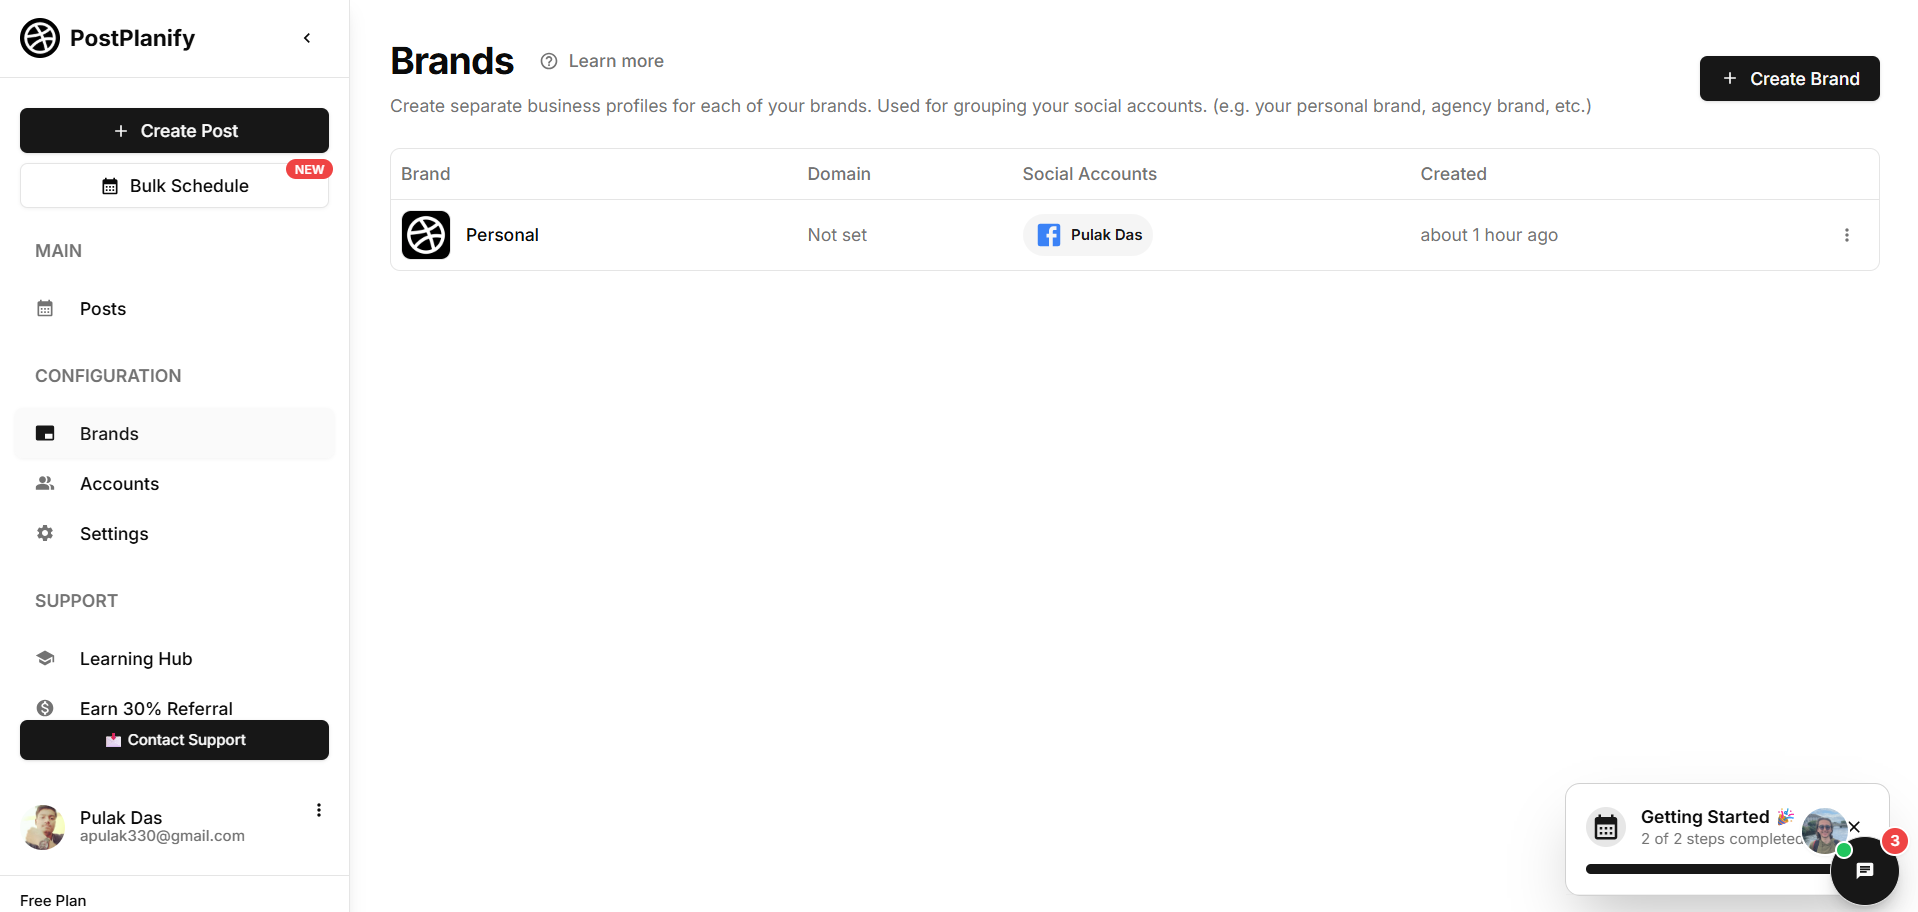 PostPlanify
Create Post
Bulk Schedule
NEW
MAIN
Posts
CONFIGURATION
Brands
Accounts
Settings
SUPPORT
Learning Hub
Earn 30% Referral
Contact Support
Pulak Das
apulak330@gmail.com
Free Plan
Brands
Learn more
Create separate business profiles for each of your brands. Used for grouping your social accounts. (e.g. your personal brand, agency brand, etc.)
Create Brand
Brand Domain Social Accounts Created
Personal Not set Pulak Das about 1 hour ago
Getting Started 🎉
2 of 2 steps completed
3